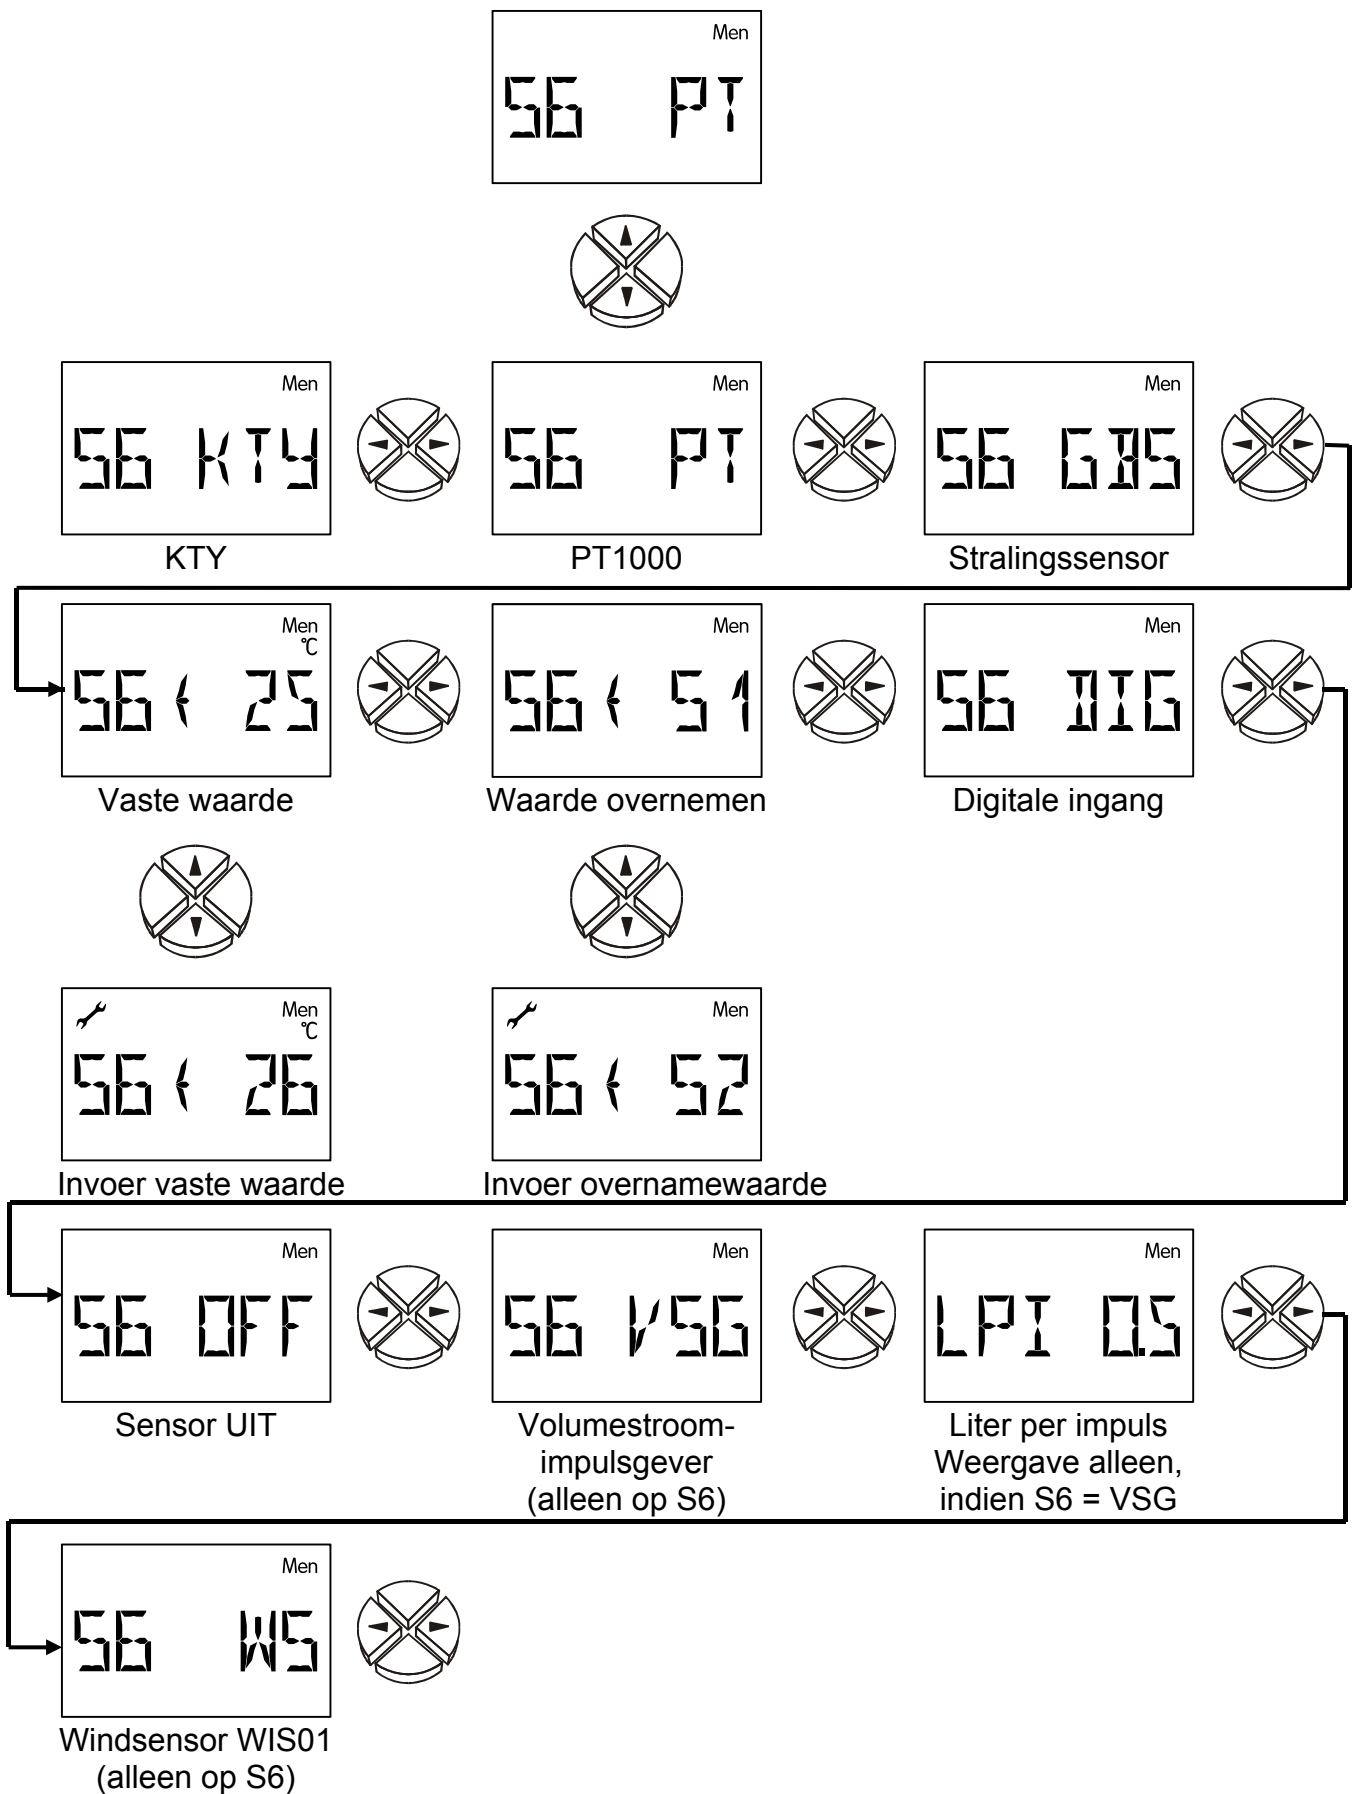 Men
S6 PT
Men
S6 KTY
Men
S6 PT
Men
S6 GBS
KTY
PT1000
Stralingssensor
Men
°C
S6 < 25
Men
S6 < S1
Men
S6 DIG
Vaste waarde
Waarde overnemen
Digitale ingang
Men
°C
S6 < 26
Men
S6 < S2
Invoer vaste waarde
Invoer overnamewaarde
Men
S6 OFF
Men
S6 VSG
Men
LPI 0.5
Sensor UIT
Volumestroom-
impulsgever
(alleen op S6)
Liter per impuls
Weergave alleen,
indien S6 = VSG
Men
S6 WS
Windsensor WIS01
(alleen op S6)